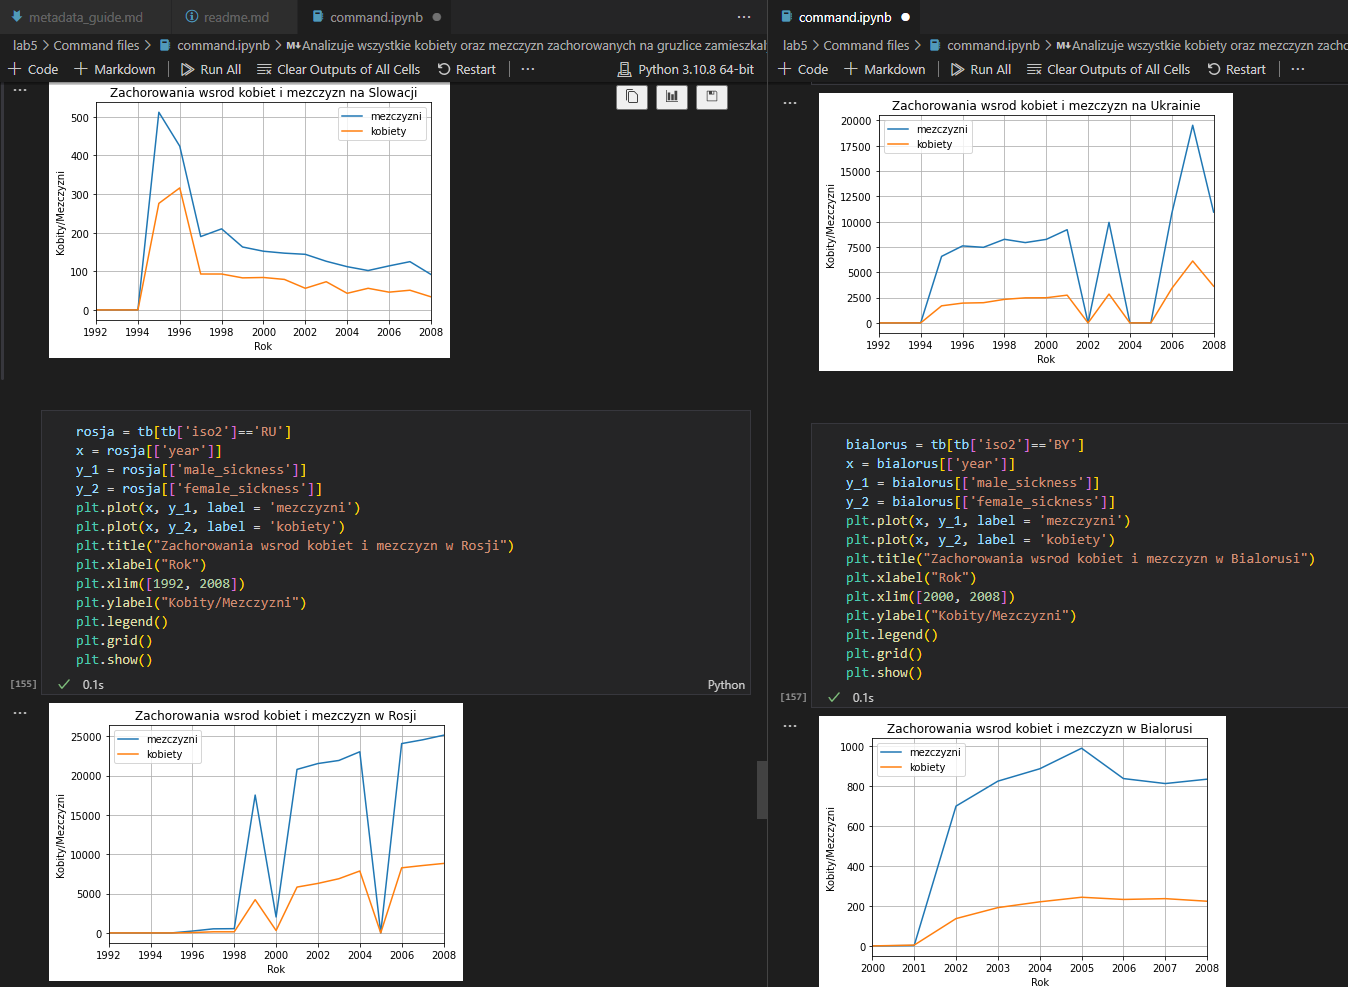 metadata_guide.md
readme.md
command.ipynb
lab5 > Command files > command.ipynb > M↓Analizuje wszystkie kobiety oraz mezczyzn zachorowanych na gruzlice zamieszkal
+ Code + Markdown Run All Clear Outputs of All Cells Restart ... Python 3.10.8 64-bit
Zachorowania wsrod kobiet i mezczyzn na Slowacji
mezczyzni
kobiety
500
400
300
200
100
0
Kobity/Mezczyzni
1992 1994 1996 1998 2000 2002 2004 2006 2008
Rok
rosja = tb[tb['iso2']=='RU']
x = rosja[['year']]
y_1 = rosja[['male_sickness']]
y_2 = rosja[['female_sickness']]
plt.plot(x, y_1, label = 'mezczyzni')
plt.plot(x, y_2, label = 'kobiety')
plt.title("Zachorowania wsrod kobiet i mezczyzn w Rosji")
plt.xlabel("Rok")
plt.xlim([1992, 2008])
plt.ylabel("Kobity/Mezczyzni")
plt.legend()
plt.grid()
plt.show()
[155] ✓ 0.1s Python
Zachorowania wsrod kobiet i mezczyzn w Rosji
mezczyzni
kobiety
25000
20000
15000
10000
5000
0
Kobity/Mezczyzni
1992 1994 1996 1998 2000 2002 2004 2006 2008
Rok
command.ipynb
lab5 > Command files > command.ipynb > M↓Analizuje wszystkie kobiety oraz mezczyzn zacho
+ Code + Markdown Run All Clear Outputs of All Cells Restart ...
Zachorowania wsrod kobiet i mezczyzn na Ukrainie
mezczyzni
kobiety
20000
17500
15000
12500
10000
7500
5000
2500
0
Kobity/Mezczyzni
1992 1994 1996 1998 2000 2002 2004 2006 2008
Rok
bialorus = tb[tb['iso2']=='BY']
x = bialorus[['year']]
y_1 = bialorus[['male_sickness']]
y_2 = bialorus[['female_sickness']]
plt.plot(x, y_1, label = 'mezczyzni')
plt.plot(x, y_2, label = 'kobiety')
plt.title("Zachorowania wsrod kobiet i mezczyzn w Bialorusi")
plt.xlabel("Rok")
plt.xlim([2000, 2008])
plt.ylabel("Kobity/Mezczyzni")
plt.legend()
plt.grid()
plt.show()
[157] ✓ 0.1s
Zachorowania wsrod kobiet i mezczyzn w Bialorusi
mezczyzni
kobiety
1000
800
600
400
200
0
Kobity/Mezczyzni
2000 2001 2002 2003 2004 2005 2006 2007 2008
Rok